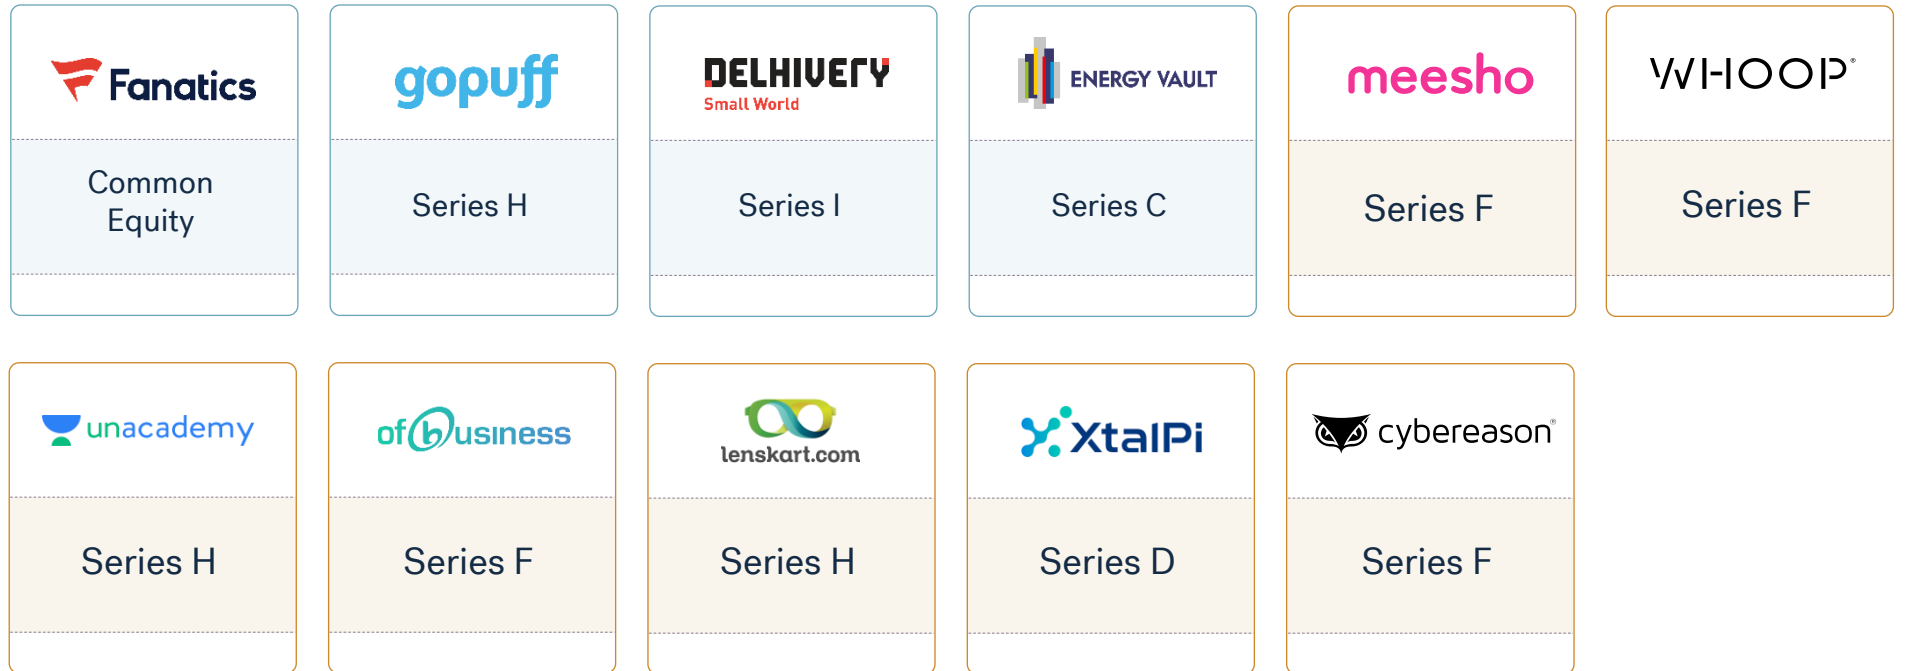 Fanatics
gopuff
DELHIVERY
Small World
ENERGY VAULT
meesho
WHOOP®
Common
Equity
Series H
Series I
Series C
Series F
Series F
unacademy
ofbusiness
lenskart.com
XtalPi
cybereason®
Series H
Series F
Series H
Series D
Series F